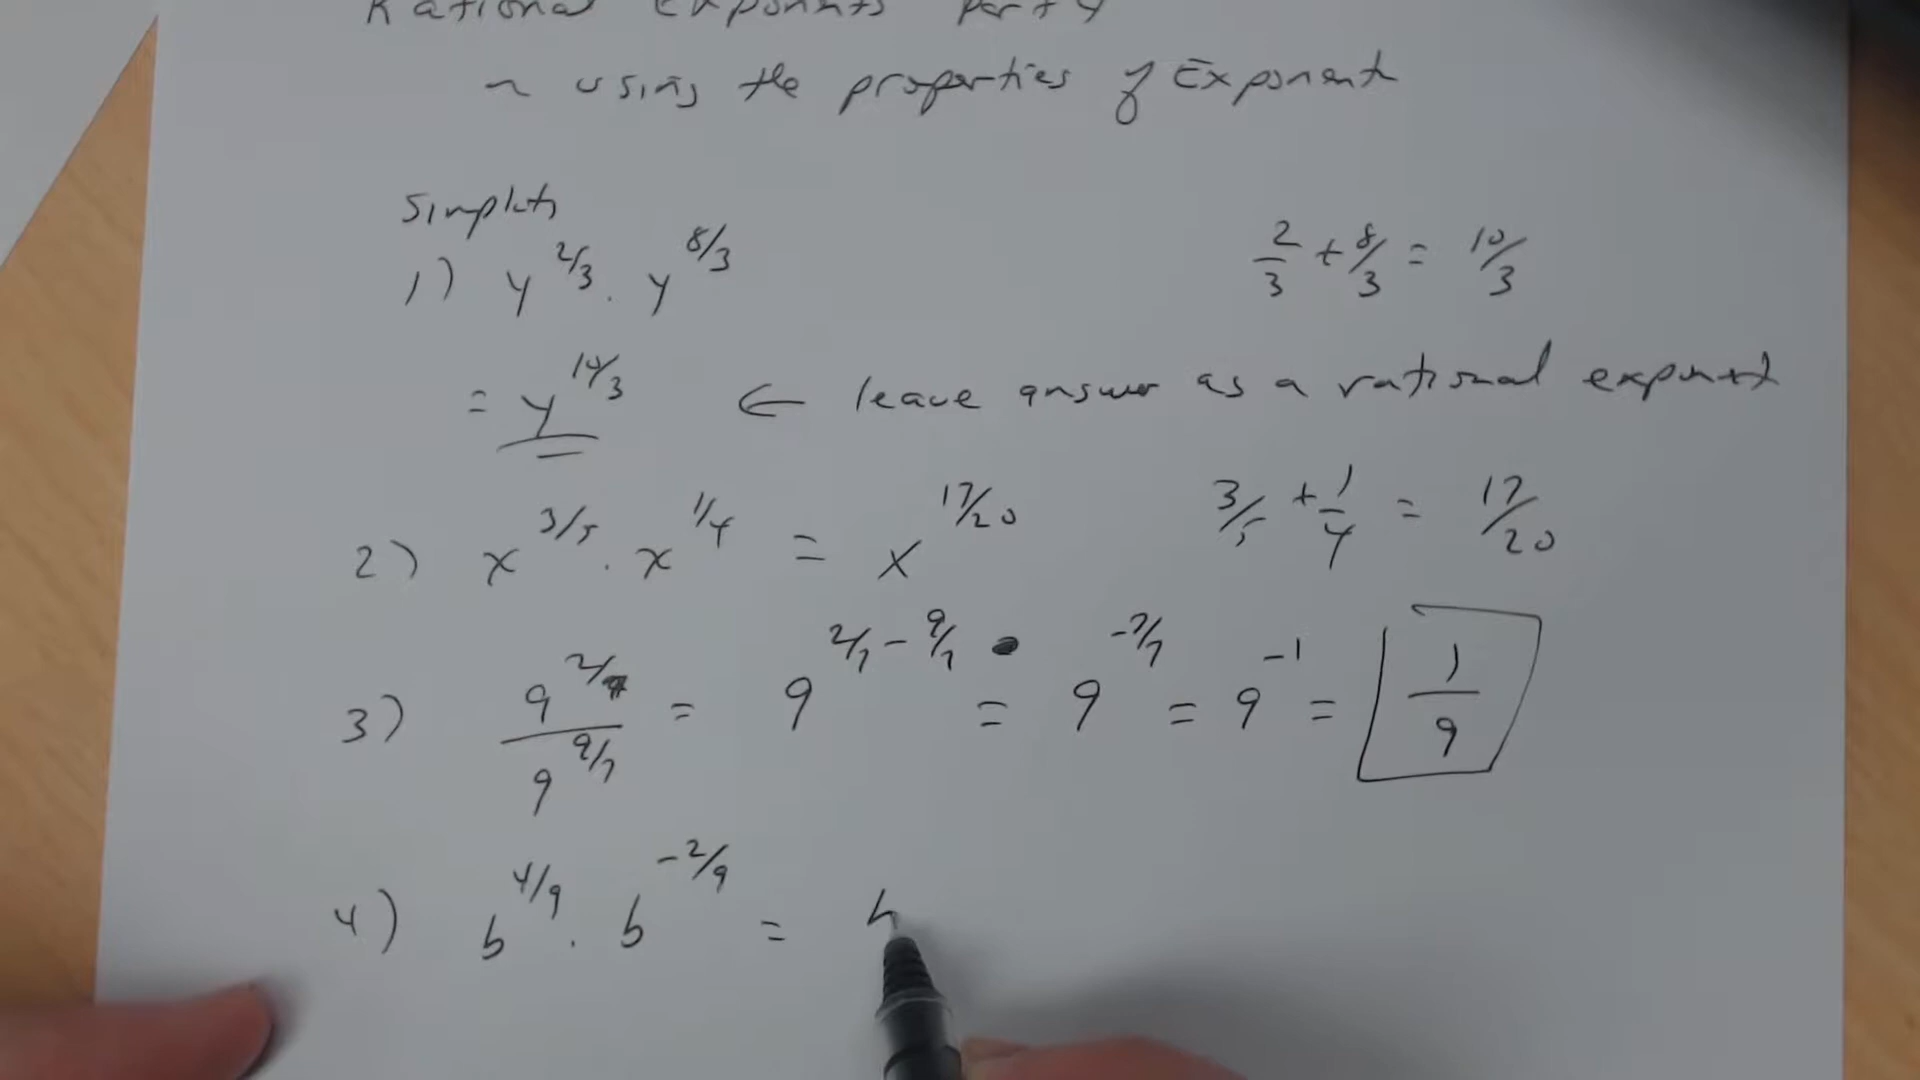 Rational Exponents Part 4
~ using the properties of Exponent
Simplify
1) y^2/3 · y^8/3
2/3 + 8/3 = 10/3
= y^10/3 ← leave answer as a rational exponent
2) x^3/5 · x^1/4 = x^17/20
3/5 + 1/4 = 17/20
3) 9^2/7 / 9^9/7 = 9^2/7 - 9/7 = 9^-7/7 = 9^-1 = 1/9
4) b^4/9 · b^-2/9 = b